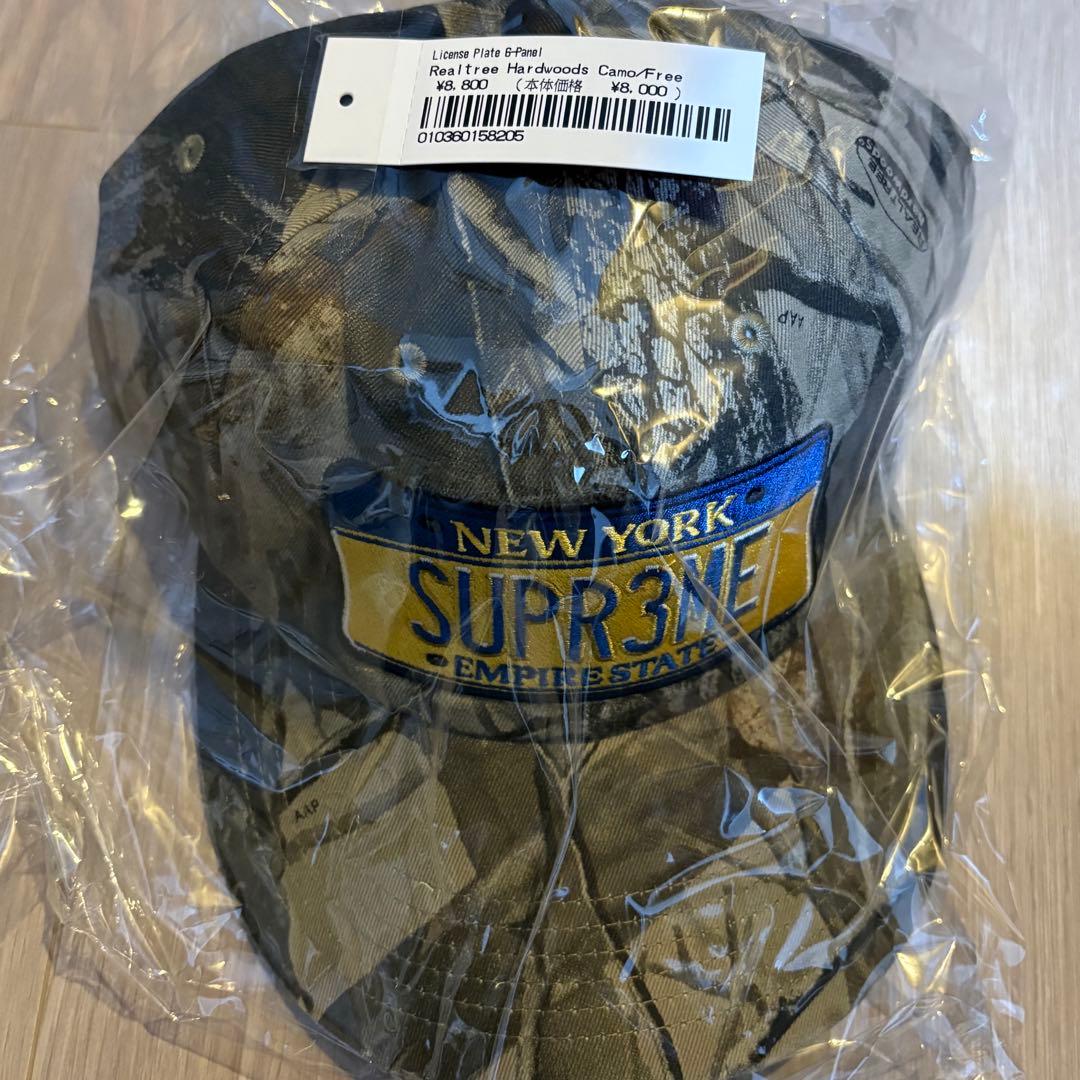 License Plate 6-Panel
Realtree Hardwoods Camo/Free
¥8,800 (本体価格 ¥8,000)
010360158205
REALTREE
AAP
NEW YORK
SUPR3ME
EMPIRE STATE
AAP